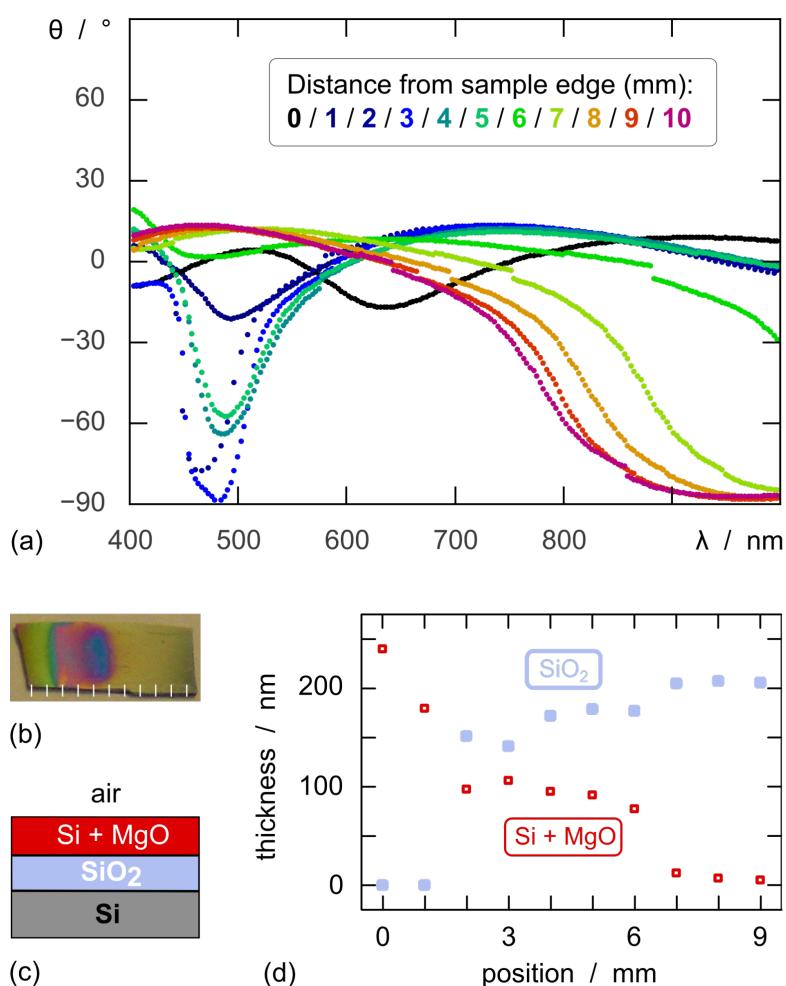 θ / °
60
30
0
−30
−60
−90
Distance from sample edge (mm):
0 / 1 / 2 / 3 / 4 / 5 / 6 / 7 / 8 / 9 / 10
(a)
400
500
600
700
800
λ / nm
(b)
air
Si + MgO
SiO2
Si
(c)
thickness / nm
200
100
0
SiO2
Si + MgO
0
3
6
9
(d)
position / mm